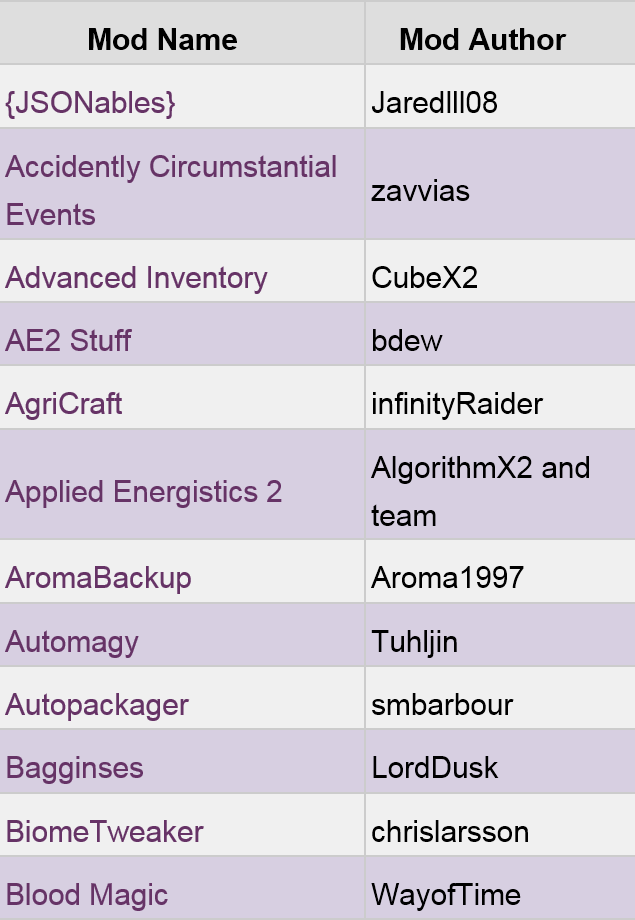 Mod Name Mod Author
{JSONables} Jaredlll08
Accidently Circumstantial
Events
zavvias
Advanced Inventory CubeX2
AE2 Stuff bdew
AgriCraft infinityRaider
Applied Energistics 2
AlgorithmX2 and
team
AromaBackup Aroma1997
Automagy Tuhljin
Autopackager smbarbour
Bagginses LordDusk
BiomeTweaker chrislarsson
Blood Magic WayofTime